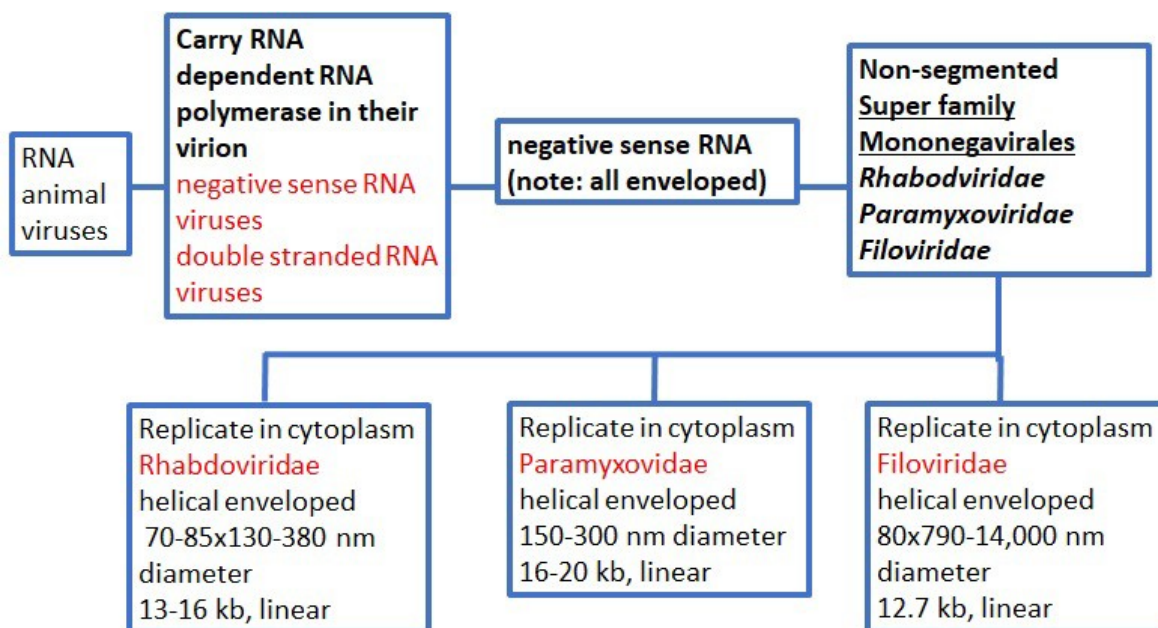 RNA
animal
viruses
Carry RNA
dependent RNA
polymerase in their
virion
negative sense RNA
viruses
double stranded RNA
viruses
negative sense RNA
(note: all enveloped)
Non-segmented
Super family
Mononegavirales
Rhabodviridae
Paramyxoviridae
Filoviridae
Replicate in cytoplasm
Rhabdoviridae
helical enveloped
70-85x130-380 nm
diameter
13-16 kb, linear
Replicate in cytoplasm
Paramyxovidae
helical enveloped
150-300 nm diameter
16-20 kb, linear
Replicate in cytoplasm
Filoviridae
helical enveloped
80x790-14,000 nm
diameter
12.7 kb, linear